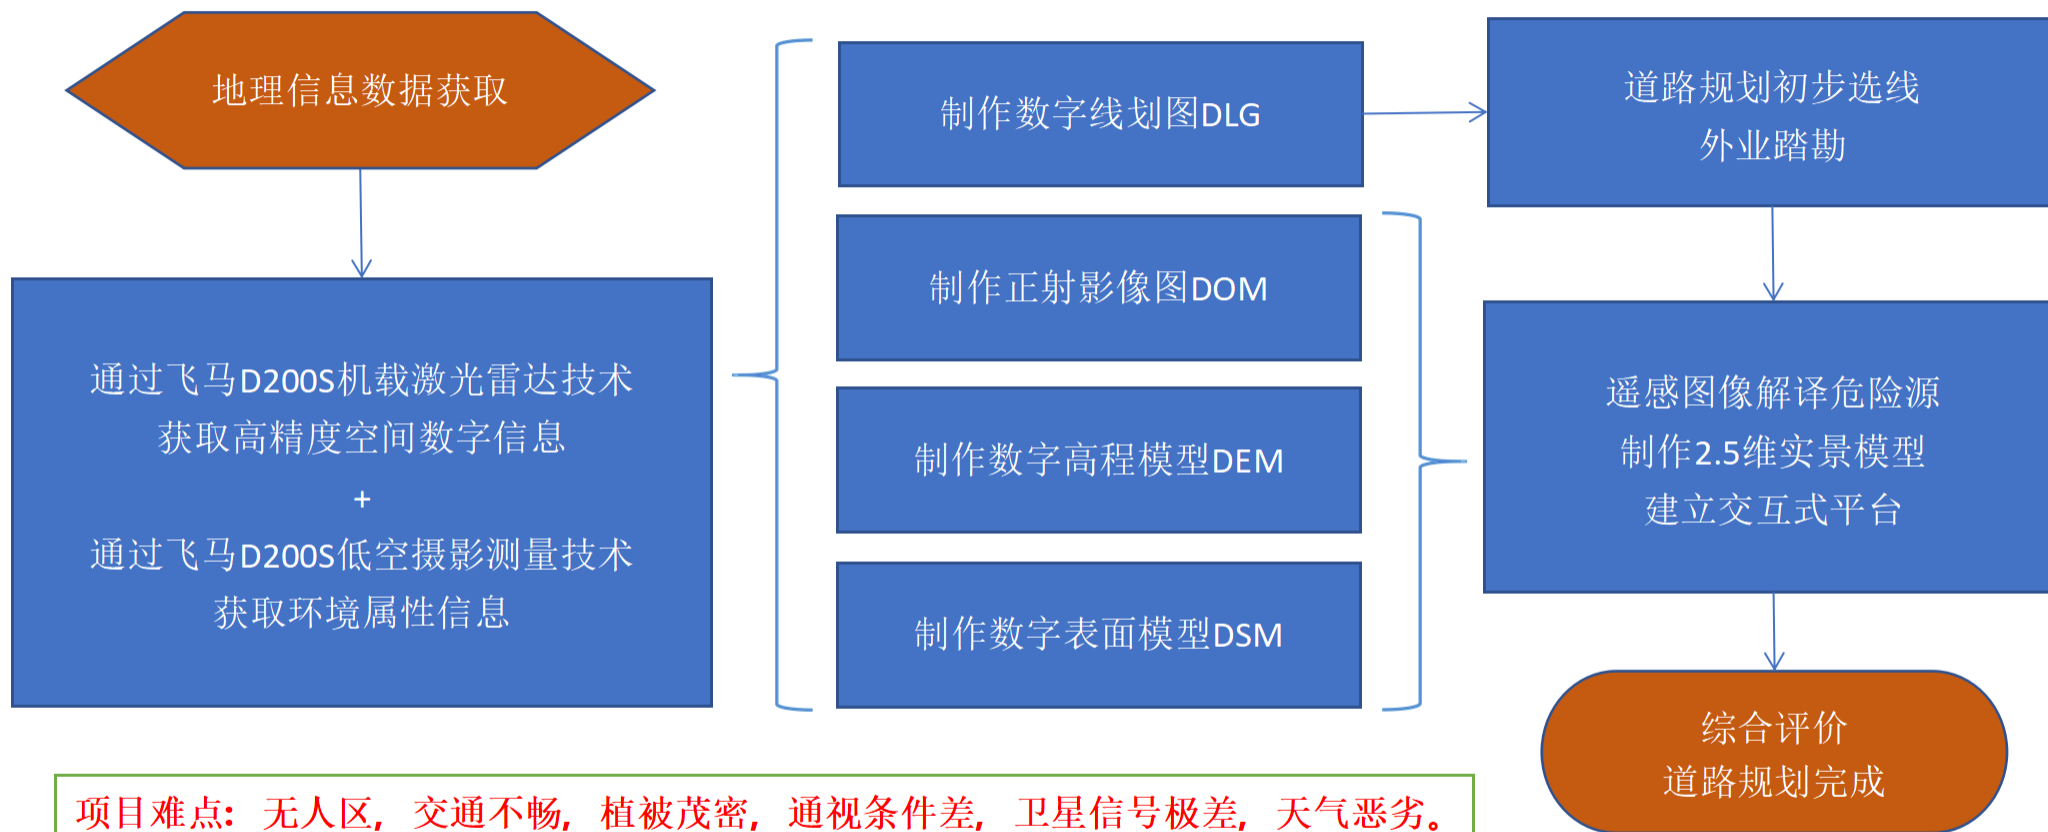 地理信息数据获取
通过飞马D200S机载激光雷达技术
获取高精度空间数字信息
+
通过飞马D200S低空摄影测量技术
获取环境属性信息
制作数字线划图DLG
制作正射影像图DOM
制作数字高程模型DEM
制作数字表面模型DSM
道路规划初步选线
外业踏勘
遥感图像解译危险源
制作2.5维实景模型
建立交互式平台
综合评价
道路规划完成
项目难点：无人区，交通不畅，植被茂密，通视条件差，卫星信号极差，天气恶劣。